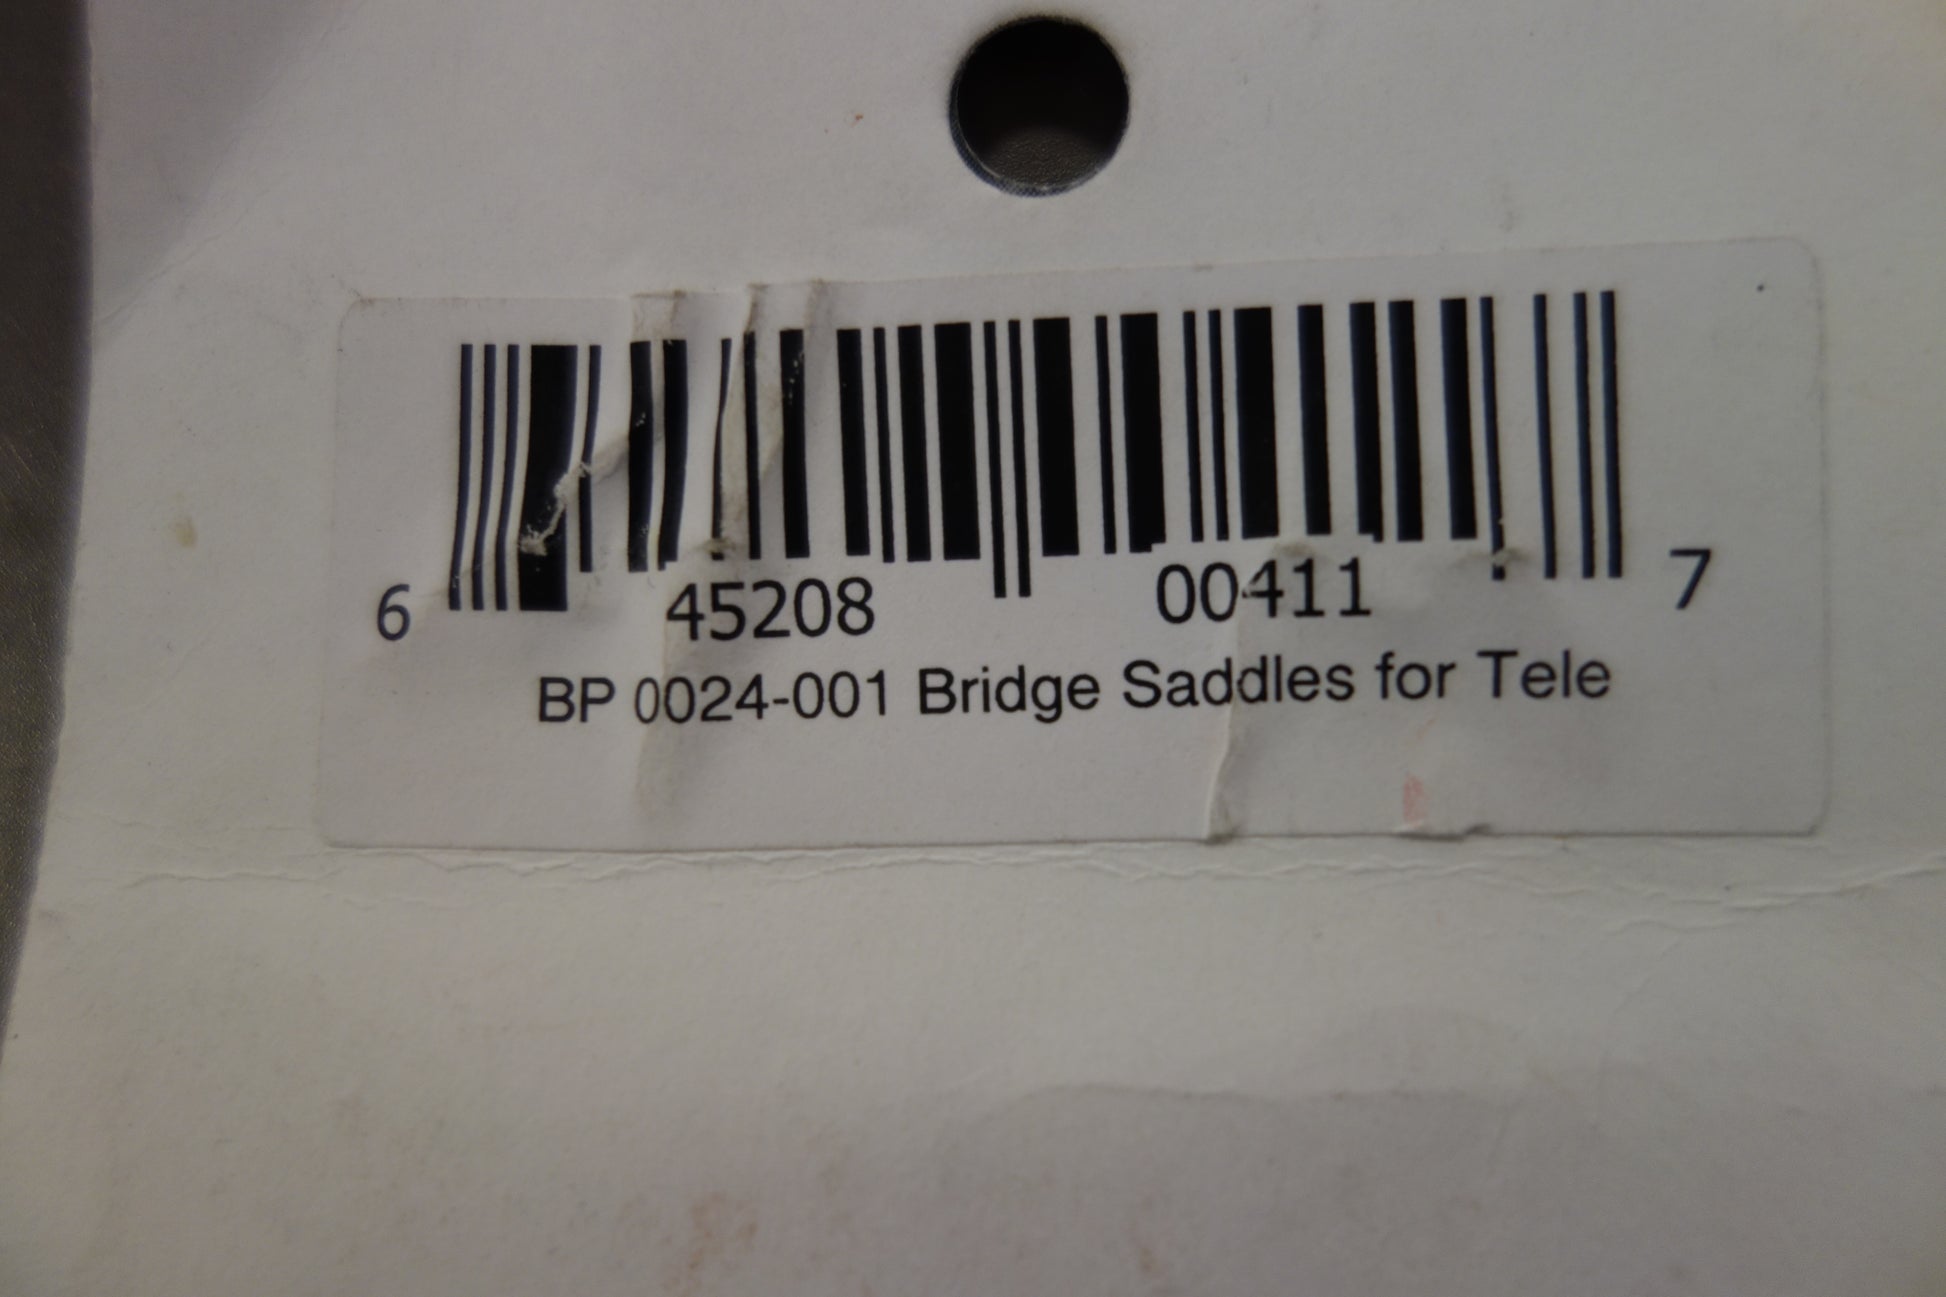 6 45208 00411 7
BP 0024-001 Bridge Saddles for Tele